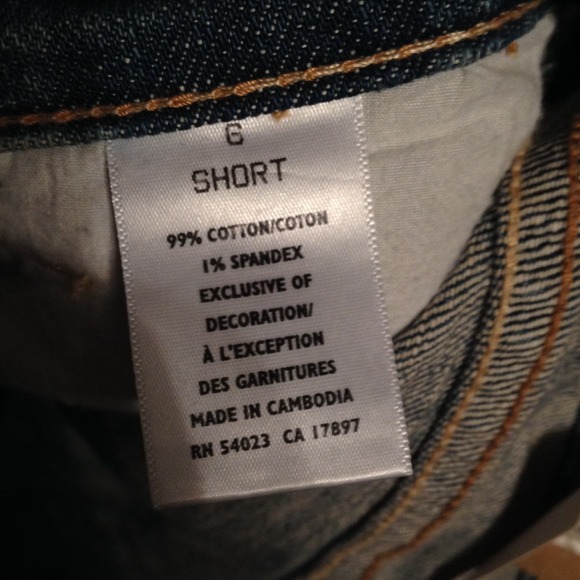 6
SHORT
99% COTTON/COTON
1% SPANDEX
EXCLUSIVE OF
DECORATION/
À L'EXCEPTION
DES GARNITURES
MADE IN CAMBODIA
RN 54023 CA 17897